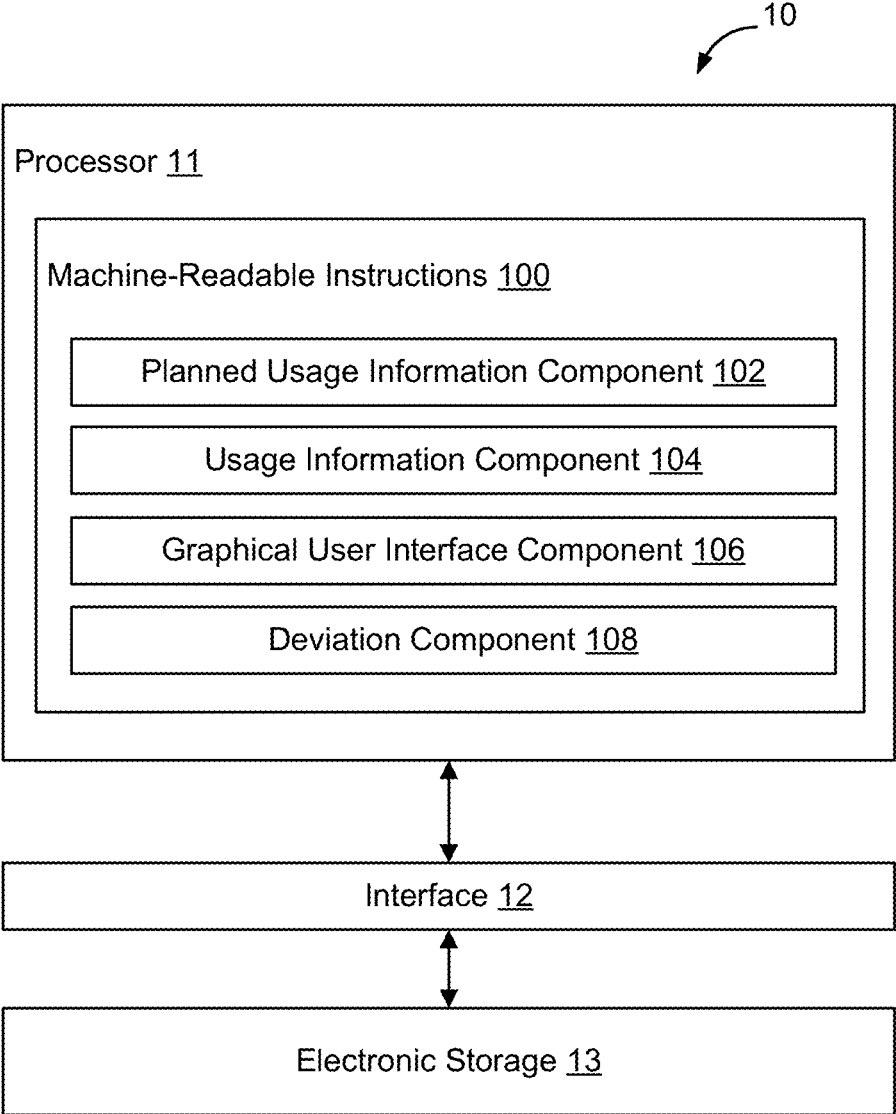 10
Processor 11
Machine-Readable Instructions 100
Planned Usage Information Component 102
Usage Information Component 104
Graphical User Interface Component 106
Deviation Component 108
Interface 12
Electronic Storage 13